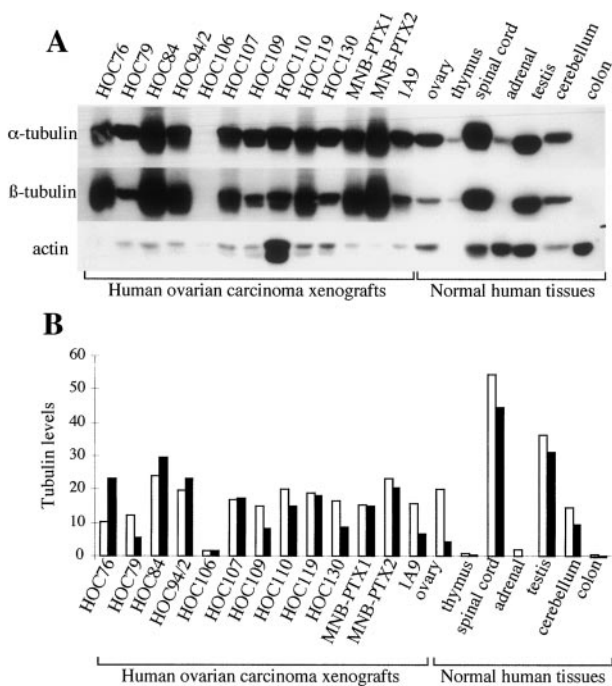 A
HOC76
HOC79
HOC84
HOC94/2
HOC106
HOC107
HOC109
HOC110
HOC119
HOC130
MNB-PTX1
MNB-PTX2
1A9
ovary
thymus
spinal cord
adrenal
testis
cerebellum
colon
α-tubulin
ß-tubulin
actin
Human ovarian carcinoma xenografts
Normal human tissues
B
Tubulin levels
60
50
40
30
20
10
0
HOC76
HOC79
HOC84
HOC94/2
HOC106
HOC107
HOC109
HOC110
HOC119
HOC130
MNB-PTX1
MNB-PTX2
1A9
ovary
thymus
spinal cord
adrenal
testis
cerebellum
colon
Human ovarian carcinoma xenografts
Normal human tissues